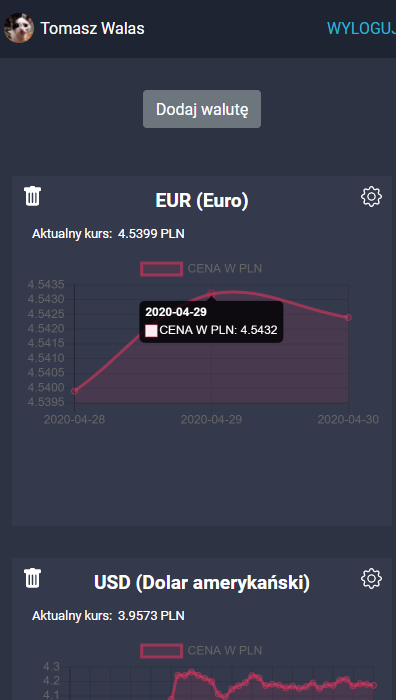 Tomasz Walas
WYLOGUJ
Dodaj walutę
EUR (Euro)
Aktualny kurs: 4.5399 PLN
CENA W PLN
4.5435
4.5430
4.5425
4.5420
4.5415
4.5410
4.5405
4.5400
4.5395
2020-04-29
CENA W PLN: 4.5432
2020-04-28
2020-04-29
2020-04-30
USD (Dolar amerykański)
Aktualny kurs: 3.9573 PLN
CENA W PLN
4.3
4.2
4.1